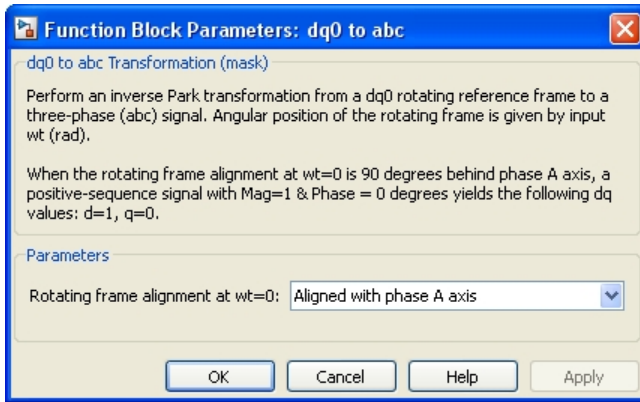 Function Block Parameters: dq0 to abc
dq0 to abc Transformation (mask)
Perform an inverse Park transformation from a dq0 rotating reference frame to a
three-phase (abc) signal. Angular position of the rotating frame is given by input
wt (rad).
When the rotating frame alignment at wt=0 is 90 degrees behind phase A axis, a
positive-sequence signal with Mag=1 & Phase = 0 degrees yields the following dq
values: d=1, q=0.
Parameters
Rotating frame alignment at wt=0: Aligned with phase A axis
OK Cancel Help Apply